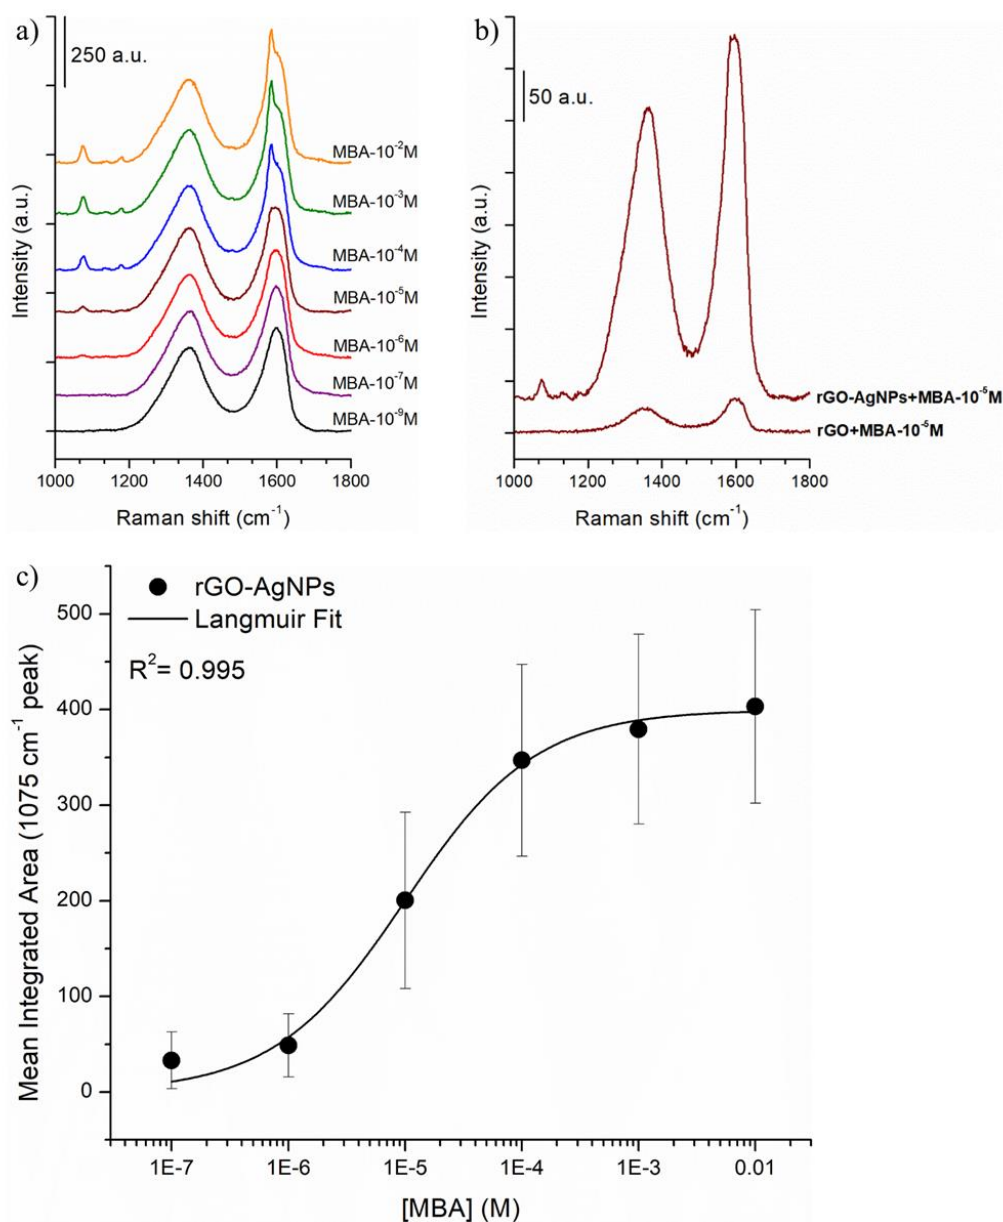 a)
250 a.u.
MBA-10⁻²M
MBA-10⁻³M
MBA-10⁻⁴M
MBA-10⁻⁵M
MBA-10⁻⁶M
MBA-10⁻⁷M
MBA-10⁻⁹M
Intensity (a.u.)
1000 1200 1400 1600 1800
Raman shift (cm⁻¹)
b)
50 a.u.
rGO-AgNPs+MBA-10⁻⁵M
rGO+MBA-10⁻⁵M
Intensity (a.u.)
1000 1200 1400 1600 1800
Raman shift (cm⁻¹)
c)
rGO-AgNPs
Langmuir Fit
R²= 0.995
500
400
300
200
100
0
Mean Integrated Area (1075 cm⁻¹ peak)
1E-7 1E-6 1E-5 1E-4 1E-3 0.01
[MBA] (M)